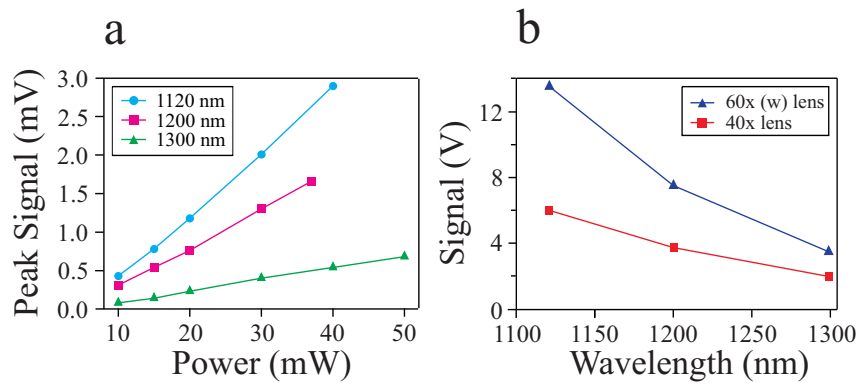 a
3.0
2.5
2.0
1.5
1.0
0.5
0.0
Peak Signal (mV)
1120 nm
1200 nm
1300 nm
10 20 30 40 50
Power (mW)
b
12
8
4
0
Signal (V)
60x (w) lens
40x lens
1100 1150 1200 1250 1300
Wavelength (nm)